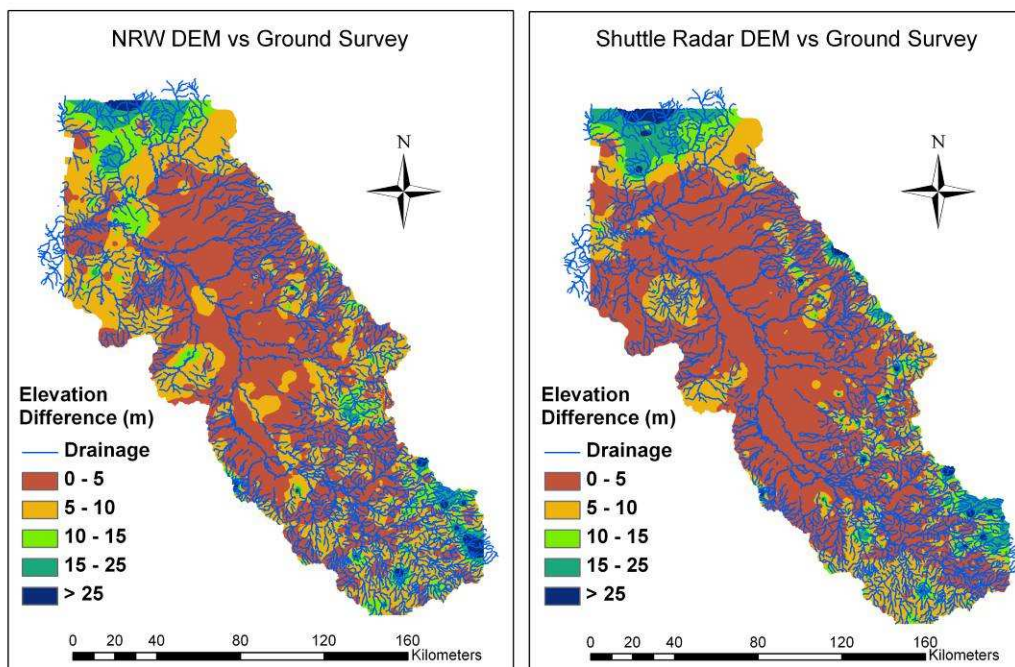 NRW DEM vs Ground Survey
N
Elevation
Difference (m)
Drainage
0 - 5
5 - 10
10 - 15
15 - 25
> 25
0 20 40 80 120 160
Kilometers
Shuttle Radar DEM vs Ground Survey
N
Elevation
Difference (m)
Drainage
0 - 5
5 - 10
10 - 15
15 - 25
> 25
0 20 40 80 120 160
Kilometers